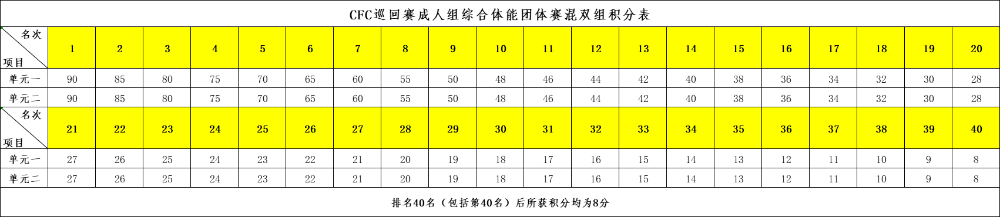 CFC巡回赛成人组综合体能团体赛混双组积分表
名次 项目 1 2 3 4 5 6 7 8 9 10 11 12 13 14 15 16 17 18 19 20
单元一 90 85 80 75 70 65 60 55 50 48 46 44 42 40 38 36 34 32 30 28
单元二 90 85 80 75 70 65 60 55 50 48 46 44 42 40 38 36 34 32 30 28
名次 项目 21 22 23 24 25 26 27 28 29 30 31 32 33 34 35 36 37 38 39 40
单元一 27 26 25 24 23 22 21 20 19 18 17 16 15 14 13 12 11 10 9 8
单元二 27 26 25 24 23 22 21 20 19 18 17 16 15 14 13 12 11 10 9 8
排名40名（包括第40名）后所获积分均为8分